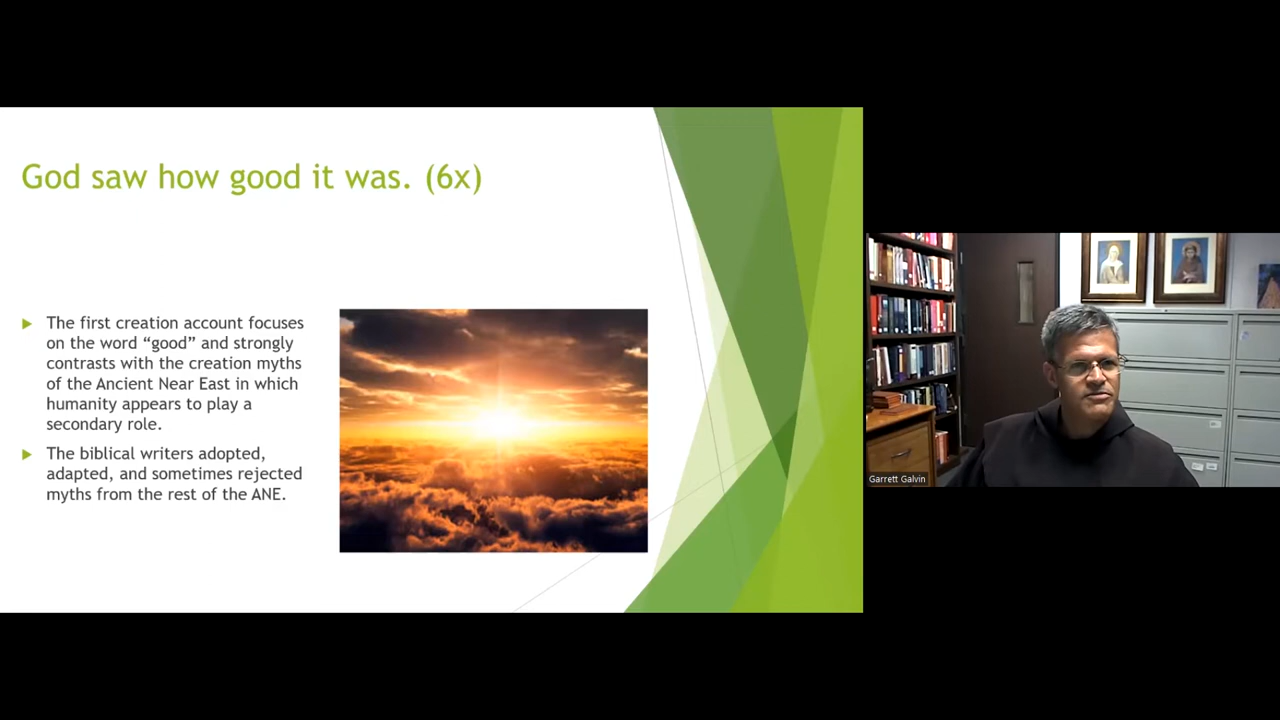 God saw how good it was. (6x)
The first creation account focuses
on the word “good” and strongly
contrasts with the creation myths
of the Ancient Near East in which
humanity appears to play a
secondary role.
The biblical writers adopted,
adapted, and sometimes rejected
myths from the rest of the ANE.
Garrett Galvin